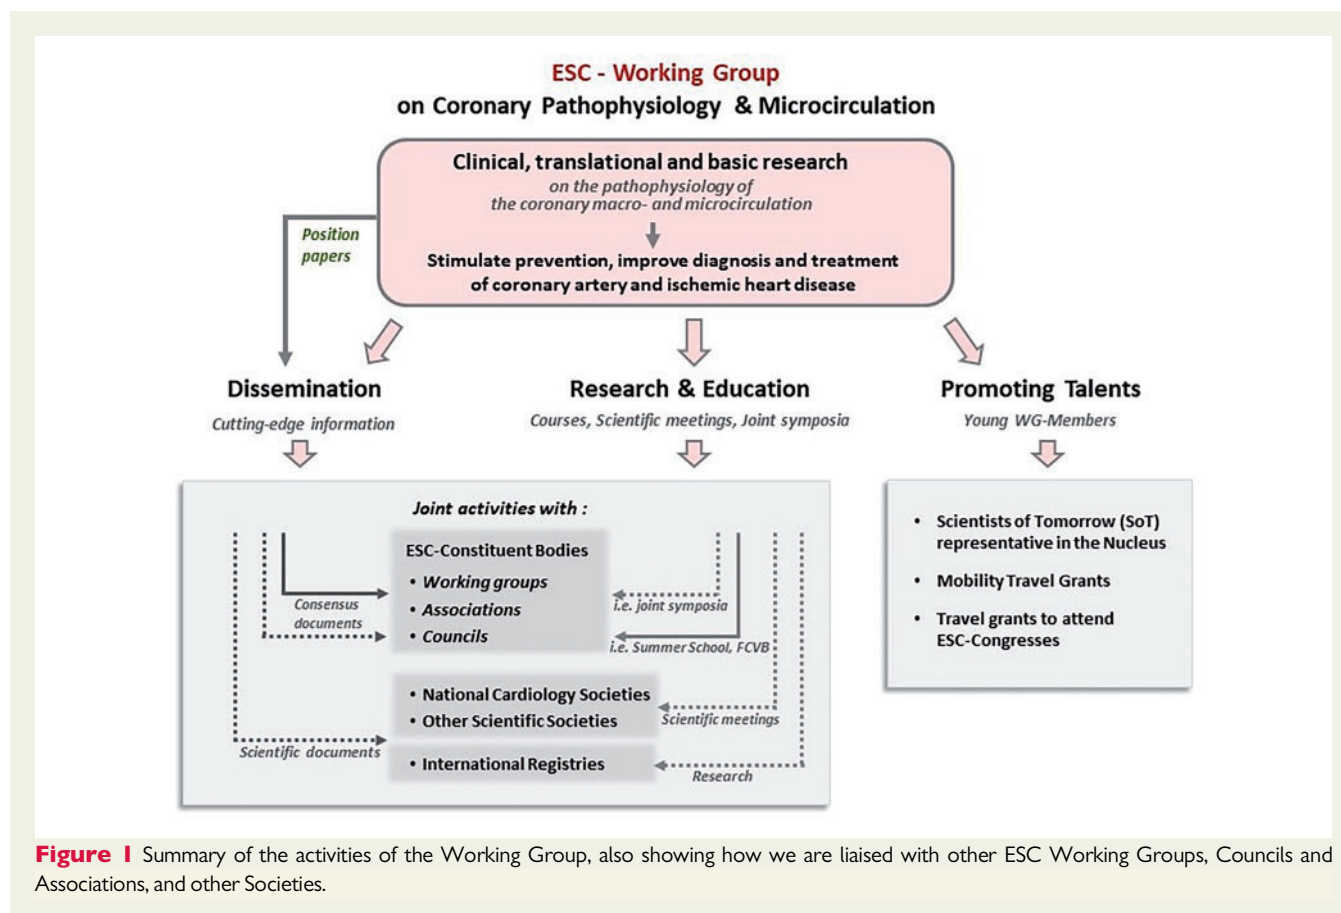 ESC - Working Group
on Coronary Pathophysiology & Microcirculation
Clinical, translational and basic research
on the pathophysiology of
the coronary macro- and microcirculation
Stimulate prevention, improve diagnosis and treatment
of coronary artery and ischemic heart disease
Position
papers
Dissemination
Cutting-edge information
Research & Education
Courses, Scientific meetings, Joint symposia
Promoting Talents
Young WG-Members
Joint activities with :
ESC-Constituent Bodies
• Working groups
• Associations
• Councils
Consensus
documents
i.e. joint symposia
i.e. Summer School, FCVB
• National Cardiology Societies
• Other Scientific Societies
Scientific meetings
Scientific documents
• International Registries
Research
• Scientists of Tomorrow (SoT)
representative in the Nucleus
• Mobility Travel Grants
• Travel grants to attend
ESC-Congresses
Figure 1 Summary of the activities of the Working Group, also showing how we are liaised with other ESC Working Groups, Councils and
Associations, and other Societies.